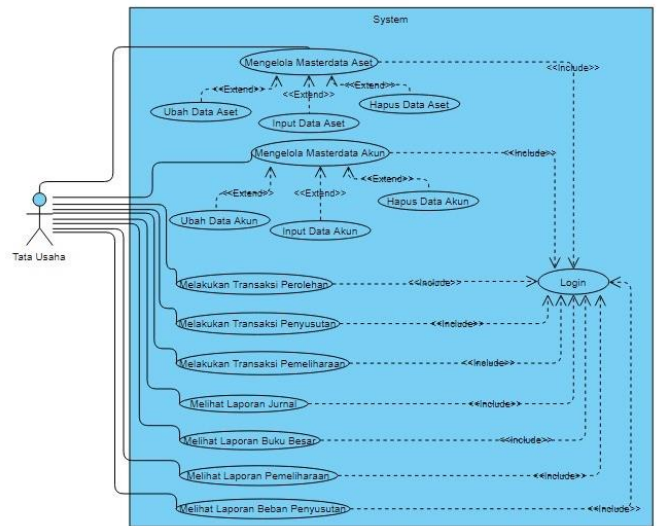 System
Mengelola Masterdata Aset
<<Include>>
<<Extend>>
<<Extend>>
<<Extend>>
Ubah Data Aset
Hapus Data Aset
Input Data Aset
Mengelola Masterdata Akun
<<Include>>
<<Extend>>
<<Extend>>
<<Extend>>
Ubah Data Akun
Hapus Data Akun
Input Data Akun
Tata Usaha
Melakukan Transaksi Perolehan
<<Include>>
Login
Melakukan Transaksi Penyusutan
<<Include>>
Melakukan Transaksi Pemeliharaan
<<Include>>
Melihat Laporan Jurnal
<<Include>>
Melihat Laporan Buku Besar
<<Include>>
Melihat Laporan Pemeliharaan
<<Include>>
Melihat Laporan Beban Penyusutan
<<Include>>